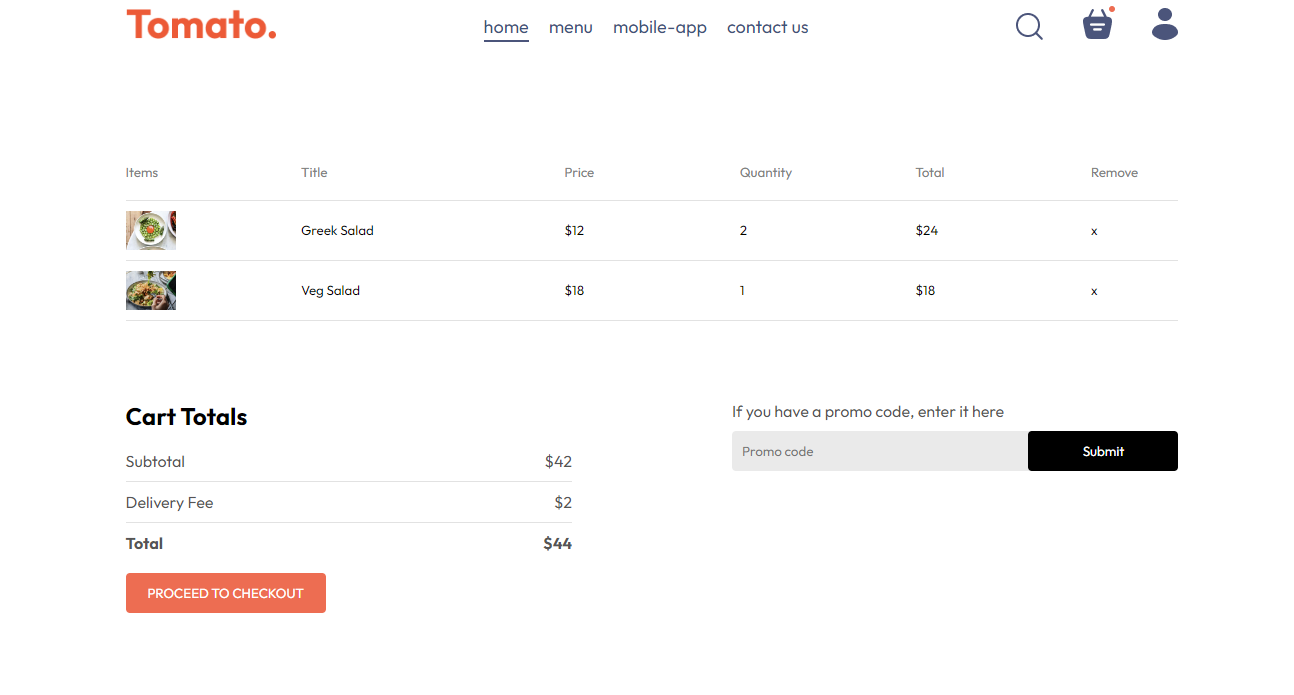 Tomato.
home menu mobile-app contact us
Items Title Price Quantity Total Remove
Greek Salad $12 2 $24 x
Veg Salad $18 1 $18 x
Cart Totals
Subtotal $42
Delivery Fee $2
Total $44
PROCEED TO CHECKOUT
If you have a promo code, enter it here
Promo code Submit